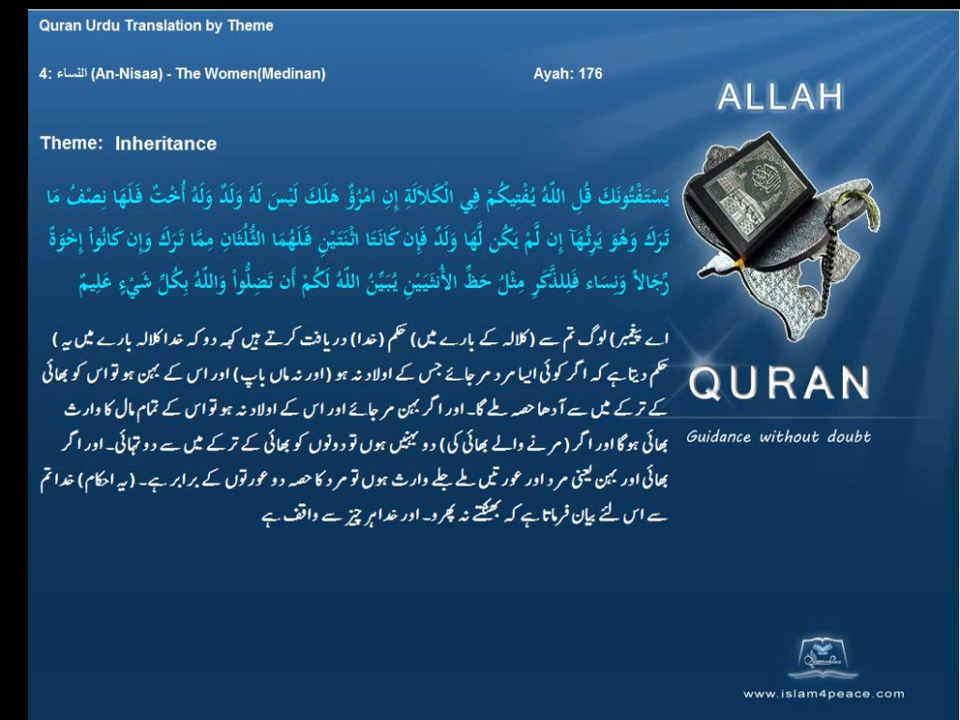 Quran Urdu Translation by Theme
4: النساء (An-Nisaa) - The Women(Medinan) Ayah: 176
ALLAH
Theme: Inheritance
يَسْتَفْتُونَكَ قُلِ اللّهُ يُفْتِيكُمْ فِي الْكَلاَلَةِ إِنِ امْرُؤٌ هَلَكَ لَيْسَ لَهُ وَلَدٌ وَلَهُ أُخْتٌ فَلَهَا نِصْفُ مَا
تَرَكَ وَهُوَ يَرِثُهَآ إِن لَّمْ يَكُن لَّهَا وَلَدٌ فَإِن كَانَتَا اثْنَتَيْنِ فَلَهُمَا الثُّلُثَانِ مِمَّا تَرَكَ وَإِن كَانُواْ إِخْوَةً
رِّجَالاً وَنِسَاء فَلِلذَّكَرِ مِثْلُ حَظِّ الأُنثَيَيْنِ يُبَيِّنُ اللّهُ لَكُمْ أَن تَضِلُّواْ وَاللّهُ بِكُلِّ شَيْءٍ عَلِيمٌ
اے پیغمبر) لوگ تم سے (کلالہ کے بارے میں) حکم (خدا) دریافت کرتے ہیں کہہ دو کہ خدا کلالہ بارے میں یہ )
حکم دیتا ہے کہ اگر کوئی ایسا مرد مر جائے جس کے اولاد نہ ہو (اور نہ ماں باپ) اور اس کے بہن ہو تو اس کو بھائی
کے ترکے میں سے آدھا حصہ ملے گا۔ اور اگر بہن مر جائے اور اس کے اولاد نہ ہو تو اس کے تمام مال کا وارث
بھائی ہوگا اور اگر (مرنے والے بھائی کی) دو بہنیں ہوں تو دونوں کو بھائی کے ترکے میں سے دو تہائی۔ اور اگر
بھائی اور بہن یعنی مرد اور عورتیں ملے جلے وارث ہوں تو مرد کا حصہ دو عورتوں کے برابر ہے۔ (یہ احکام) خدا تم
سے اس لئے بیان فرماتا ہے کہ بھٹکتے نہ پھرو۔ اور خدا ہر چیز سے واقف ہے
QURAN
Guidance without doubt
www.islam4peace.com